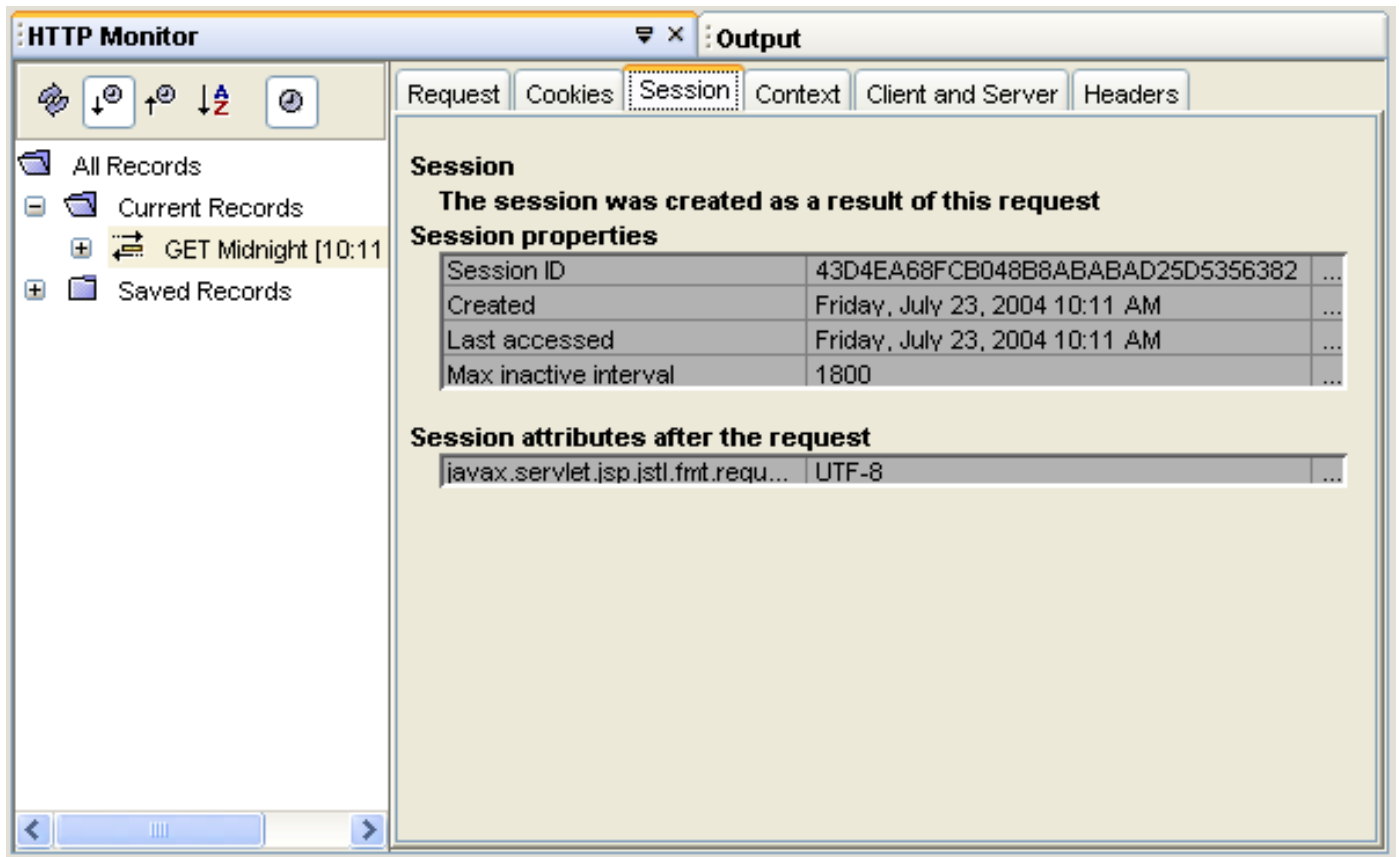 HTTP Monitor
Output
Request Cookies Session Context Client and Server Headers
All Records
Current Records
GET Midnight [10:11
Saved Records
Session
The session was created as a result of this request
Session properties
Session ID 43D4EA68FCB048B8ABABAD25D5356382 ...
Created Friday, July 23, 2004 10:11 AM ...
Last accessed Friday, July 23, 2004 10:11 AM ...
Max inactive interval 1800 ...
Session attributes after the request
javax.servlet.jsp.jstl.fmt.requ... UTF-8 ...